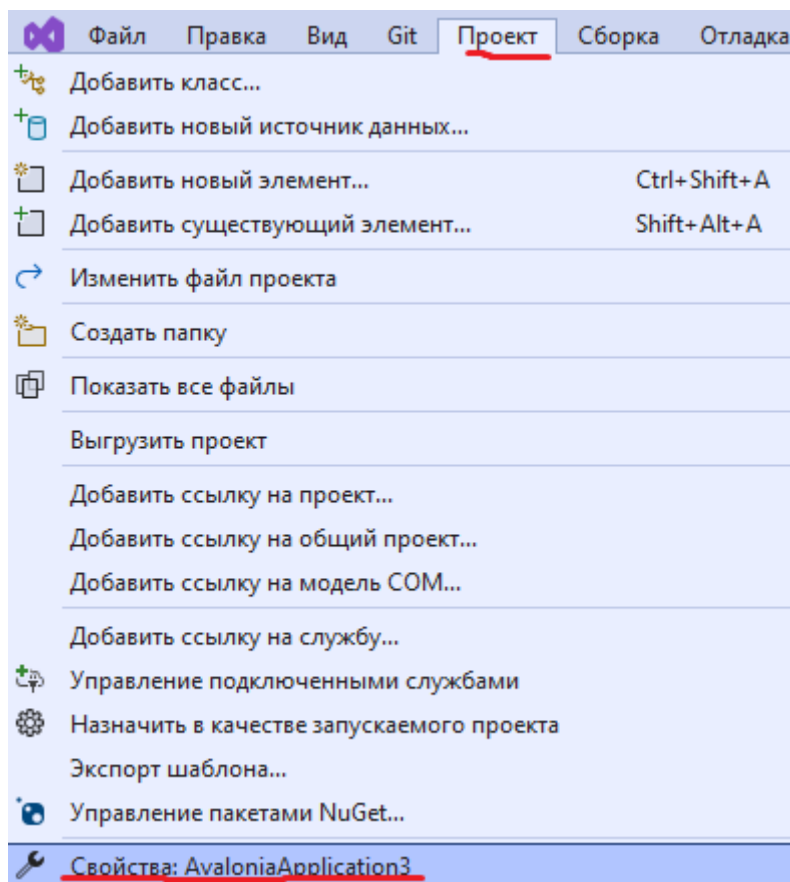 Файл Правка Вид Git Проект Сборка Отладка
Добавить класс...
Добавить новый источник данных...
Добавить новый элемент... Ctrl+Shift+A
Добавить существующий элемент... Shift+Alt+A
Изменить файл проекта
Создать папку
Показать все файлы
Выгрузить проект
Добавить ссылку на проект...
Добавить ссылку на общий проект...
Добавить ссылку на модель COM...
Добавить ссылку на службу...
Управление подключенными службами
Назначить в качестве запускаемого проекта
Экспорт шаблона...
Управление пакетами NuGet...
Свойства: AvaloniaApplication3